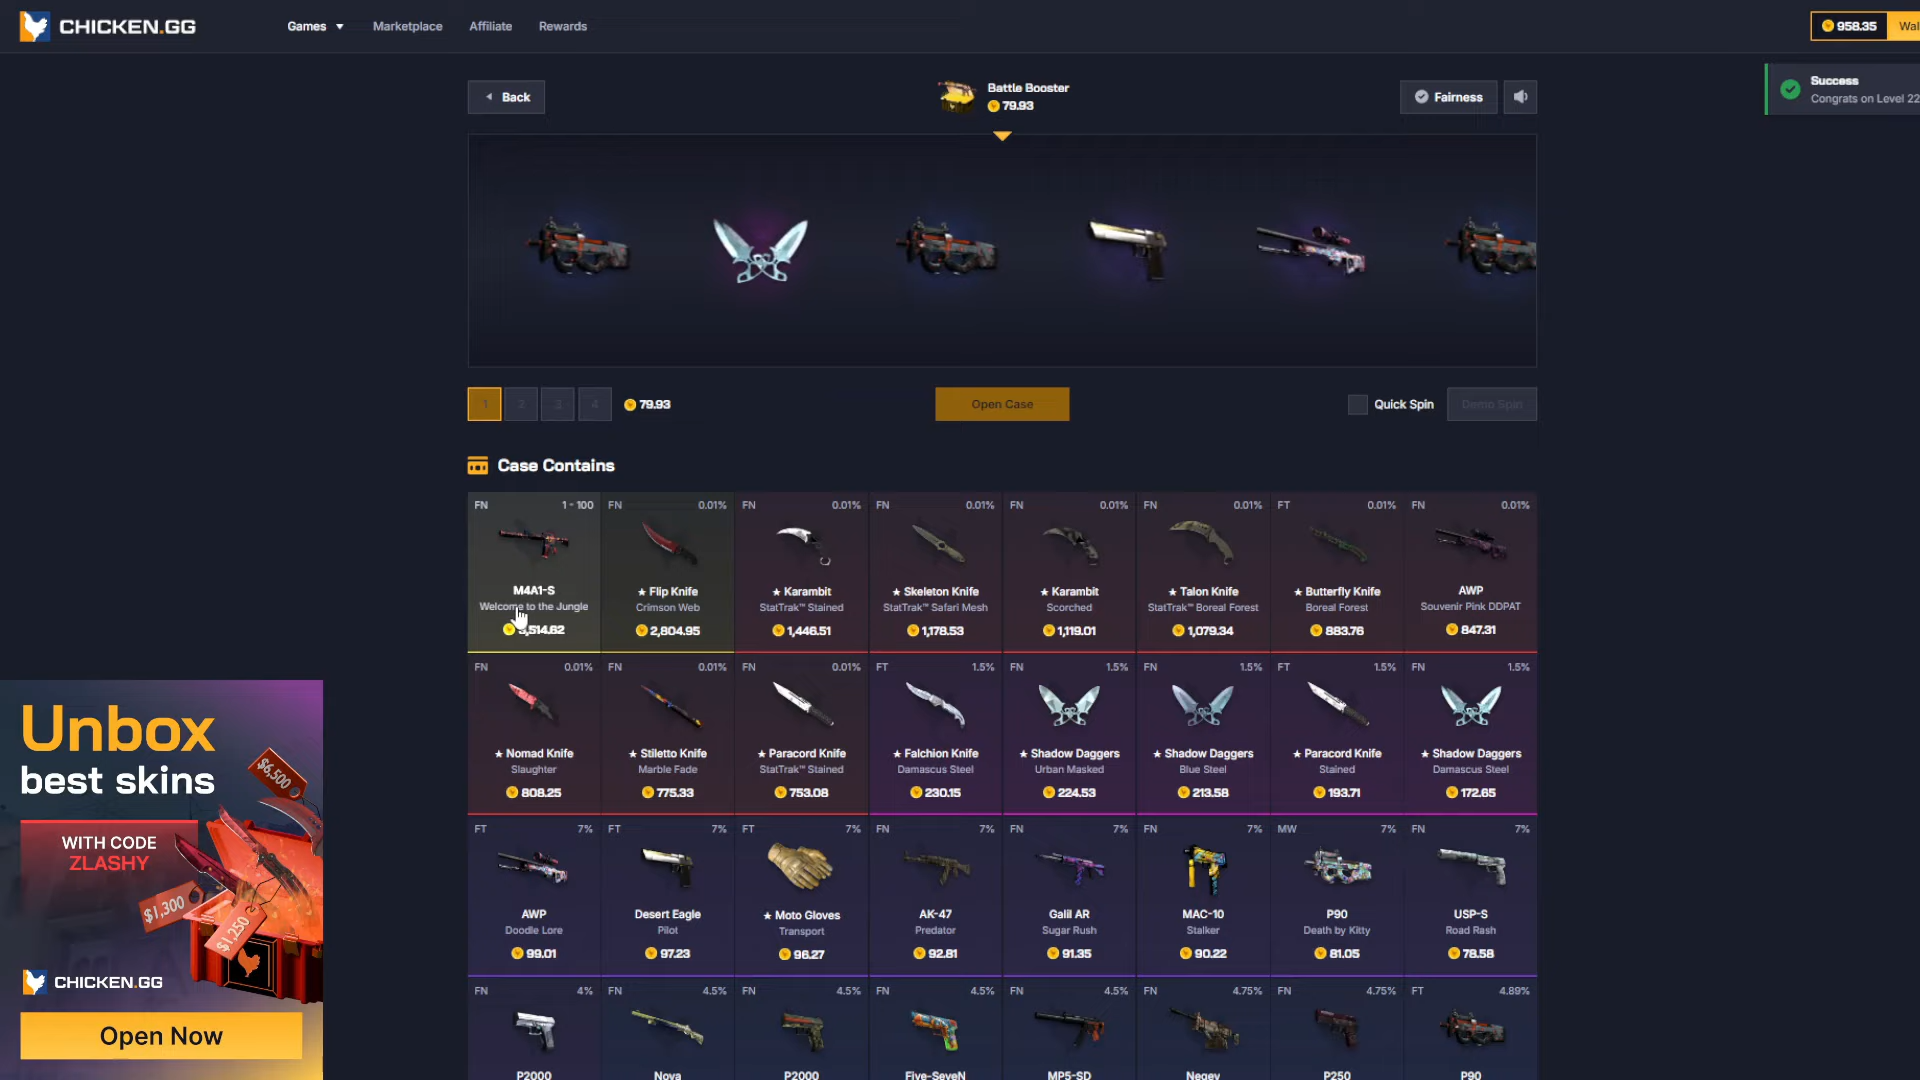 CHICKEN.GG
Games
Marketplace
Affiliate
Rewards
958.35
Success
Congrats on Level 22
Back
Battle Booster
79.93
Fairness
1
2
3
4
79.93
Open Case
Quick Spin
Demo Spin
Case Contains
FN 1 - 100
M4A1-S
Welcome to the Jungle
FN 0.01%
★ Flip Knife
Crimson Web
2,804.95
FN 0.01%
★ Karambit
StatTrak™ Stained
1,446.51
FN 0.01%
★ Skeleton Knife
StatTrak™ Safari Mesh
1,178.53
FN 0.01%
★ Karambit
Scorched
1,119.01
FN 0.01%
★ Talon Knife
StatTrak™ Boreal Forest
1,079.34
FT 0.01%
★ Butterfly Knife
Boreal Forest
883.76
FN 0.01%
AWP
Souvenir Pink DDPAT
847.31
FN 0.01%
★ Nomad Knife
Slaughter
808.25
FN 0.01%
★ Stiletto Knife
Marble Fade
775.33
FN 0.01%
★ Paracord Knife
StatTrak™ Stained
753.08
FT 1.5%
★ Falchion Knife
Damascus Steel
230.15
FN 1.5%
★ Shadow Daggers
Urban Masked
224.53
FN 1.5%
★ Shadow Daggers
Blue Steel
213.58
FT 1.5%
★ Paracord Knife
Stained
193.71
FN 1.5%
★ Shadow Daggers
Damascus Steel
172.65
FT 7%
AWP
Doodle Lore
99.01
FT 7%
Desert Eagle
Pilot
97.23
FT 7%
★ Moto Gloves
Transport
96.27
FN 7%
AK-47
Predator
92.81
FN 7%
Galil AR
Sugar Rush
91.35
FN 7%
MAC-10
Stalker
90.22
MW 7%
P90
Death by Kitty
81.05
FN 7%
USP-S
Road Rash
78.58
FN 4%
P2000
FN 4.5%
Nova
FN 4.5%
P2000
FN 4.5%
Five-SeveN
FN 4.5%
MP5-SD
FN 4.75%
Negev
FN 4.75%
P250
FT 4.89%
P90
Unbox
best skins
WITH CODE
ZLASHY
$6,500
$1,300
$1,250
CHICKEN.GG
Open Now